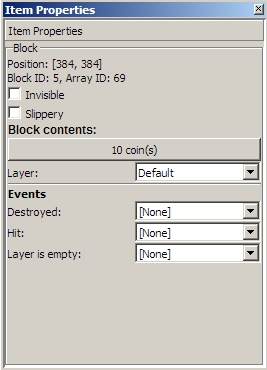 Item Properties
Item Properties
Block
Position: [384, 384]
Block ID: 5, Array ID: 69
Invisible
Slippery
Block contents:
10 coin(s)
Layer: Default
Events
Destroyed: [None]
Hit: [None]
Layer is empty: [None]